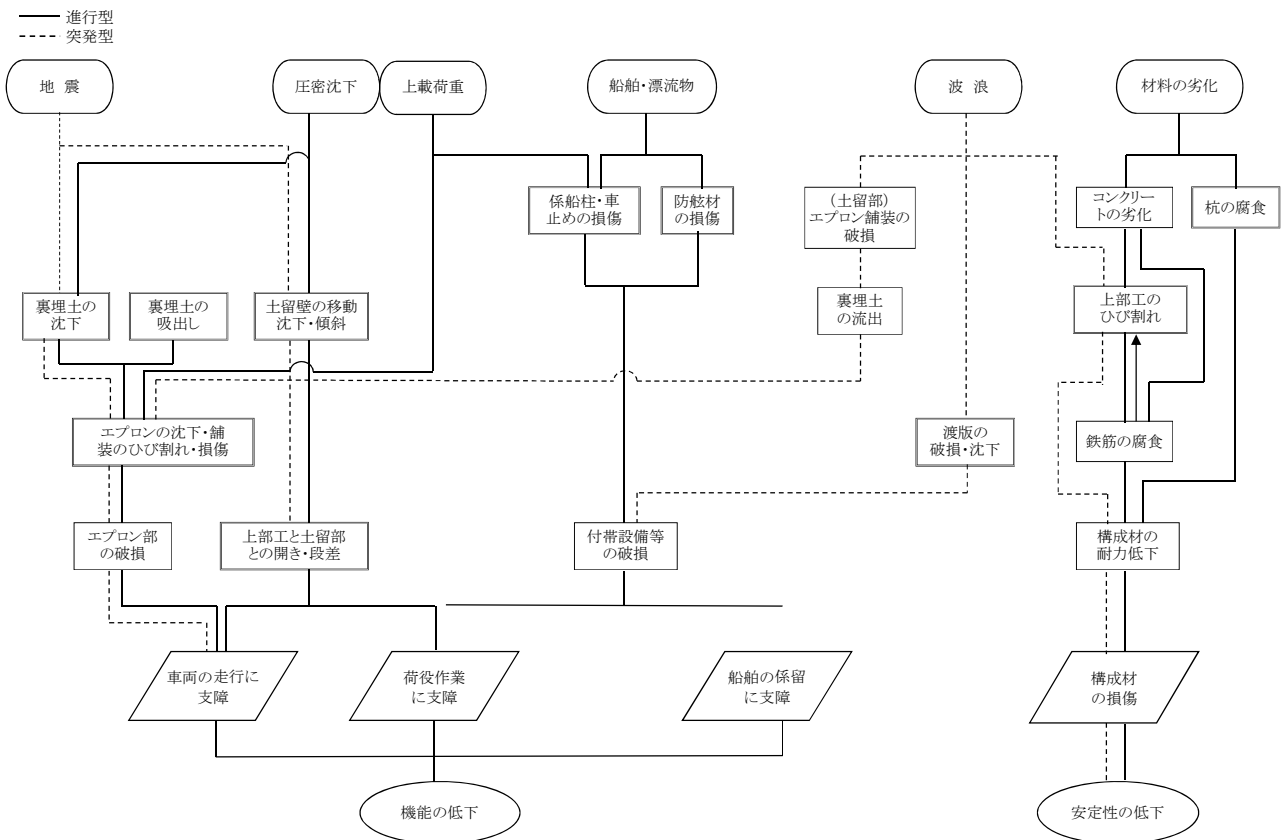 進行型
突発型
地 震
圧密沈下
上載荷重
船舶・漂流物
波 浪
材料の劣化
係船柱・車
止めの損傷
防舷材
の損傷
(土留部)
エプロン舗装の
破損
コンクリー
トの劣化
杭の腐食
裏埋土の
沈下
裏埋土の
吸出し
土留壁の移動
沈下・傾斜
裏埋土
の流出
上部工の
ひび割れ
エプロンの沈下・舗
装のひび割れ・損傷
渡版の
破損・沈下
鉄筋の腐食
エプロン部
の破損
上部工と土留部
との開き・段差
付帯設備等
の破損
構成材の
耐力低下
車両の走行に
支障
荷役作業
に支障
船舶の係留
に支障
構成材
の損傷
機能の低下
安定性の低下